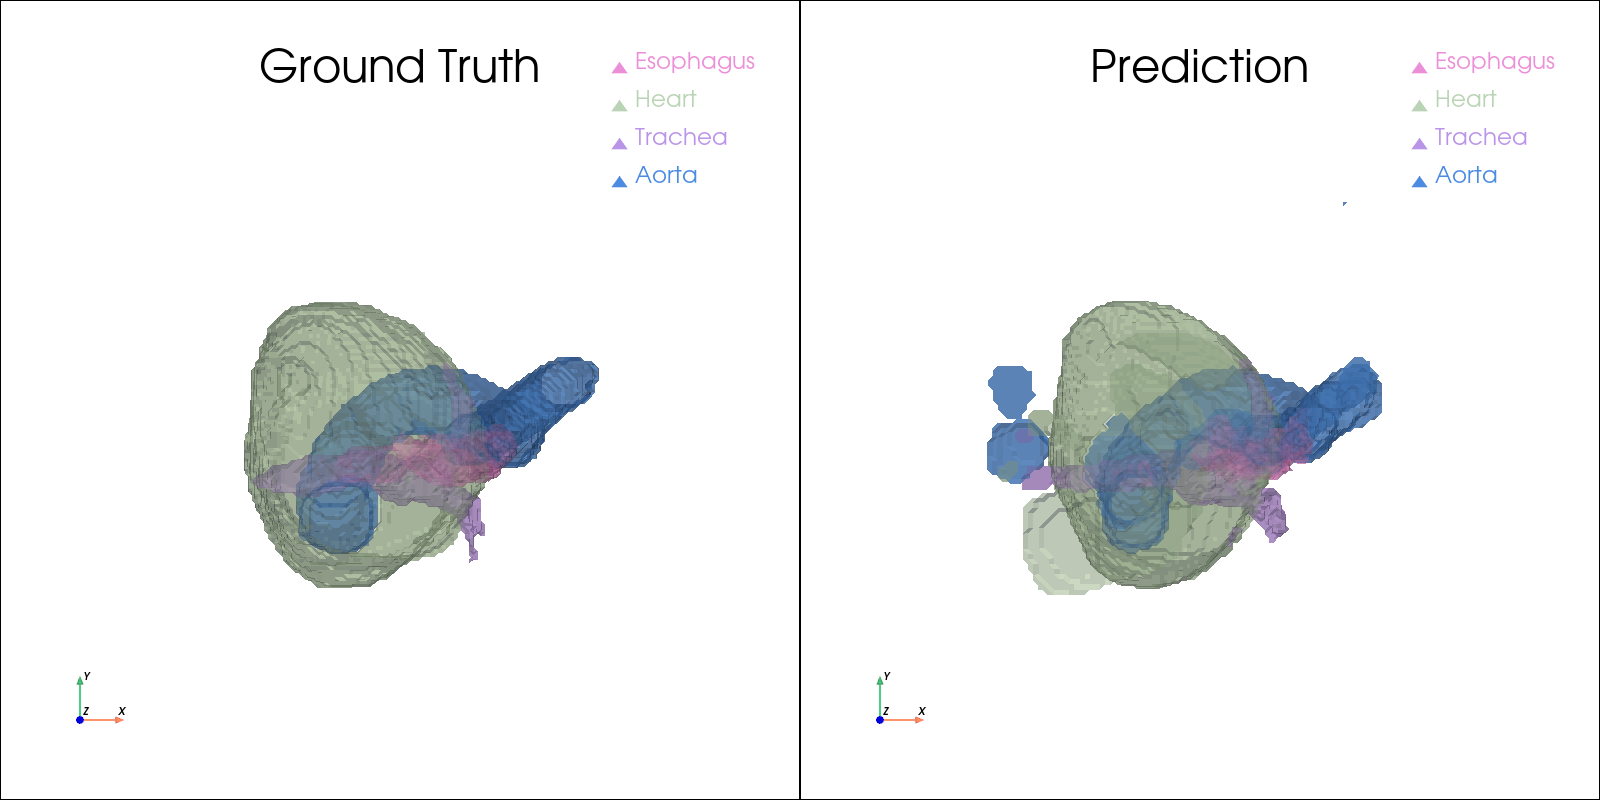 Ground Truth
Esophagus
Heart
Trachea
Aorta
Y
Z
X
Prediction
Esophagus
Heart
Trachea
Aorta
Y
Z
X